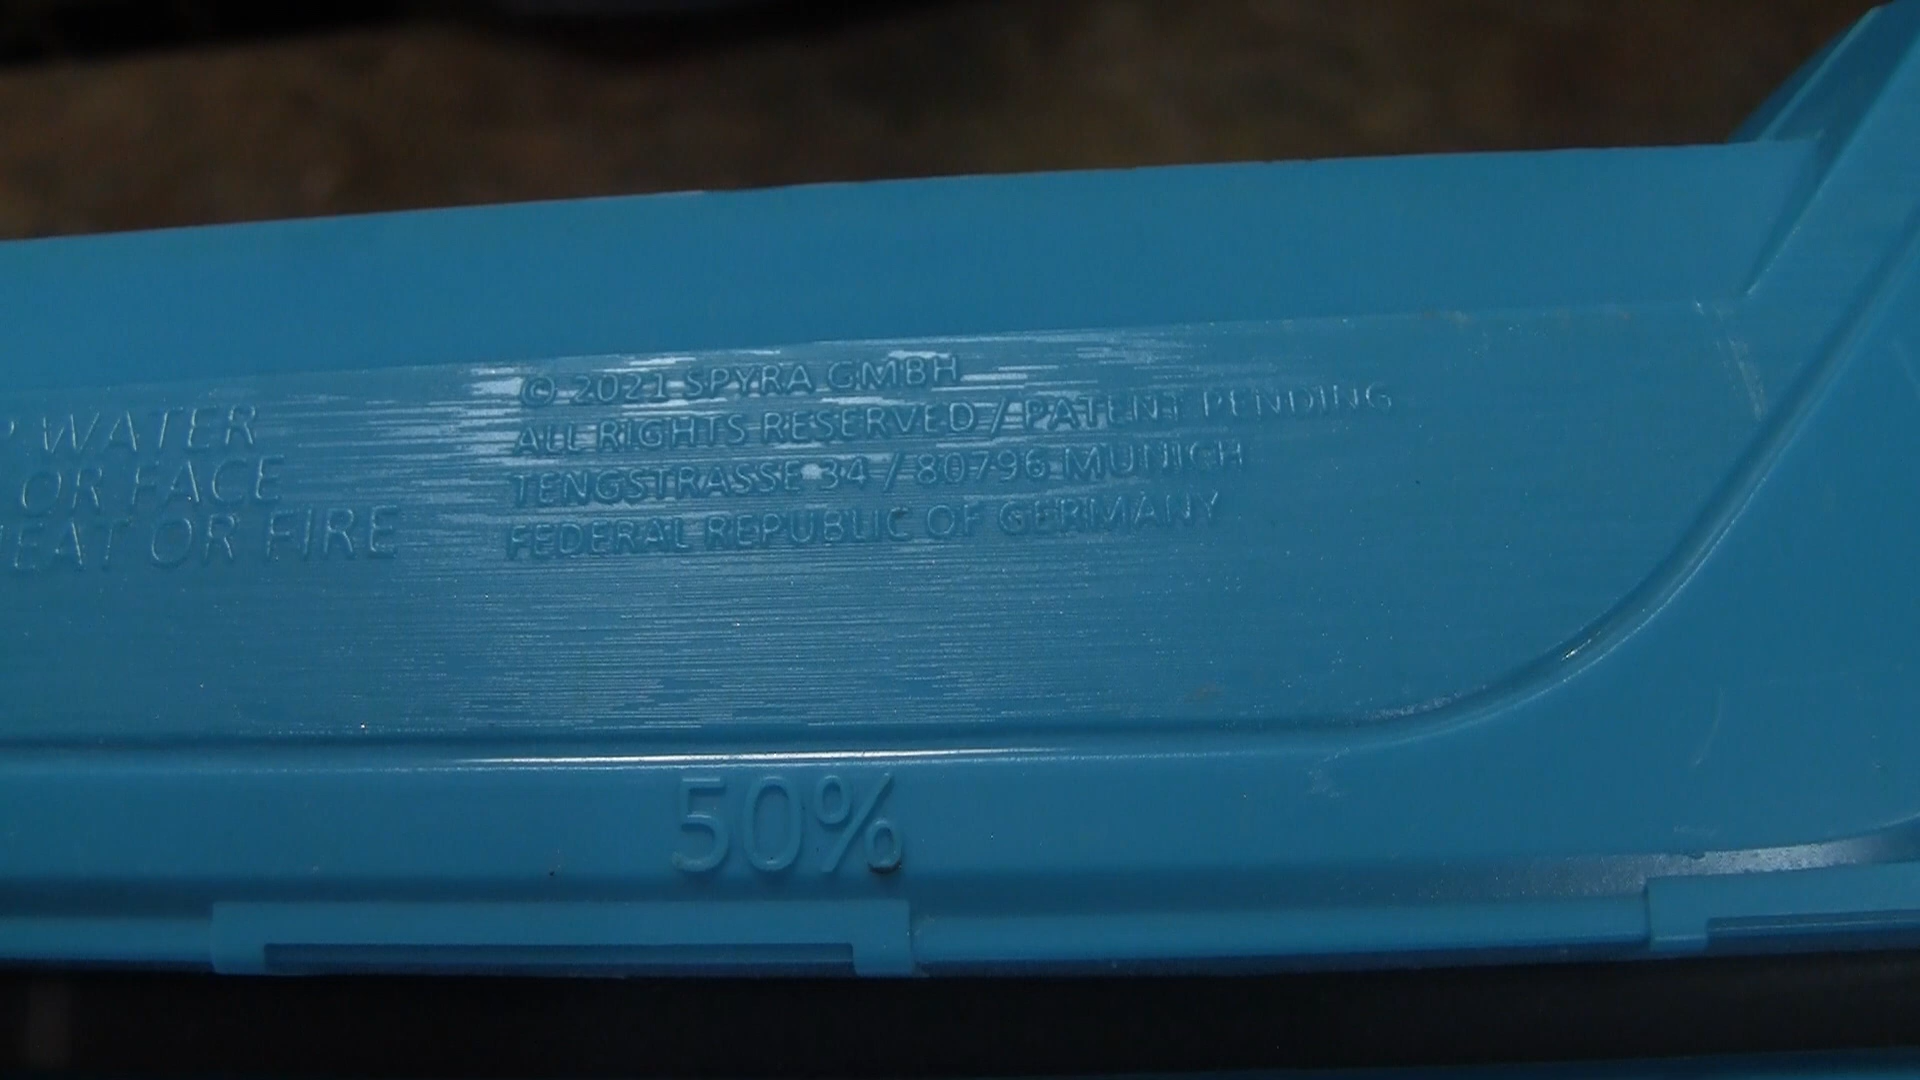 WATER
OR FACE
OR FIRE
© 2021 SPYRA GMBH
ALL RIGHTS RESERVED / PATENT PENDING
TENGSTRASSE 34 / 80796 MUNICH
FEDERAL REPUBLIC OF GERMANY
50%